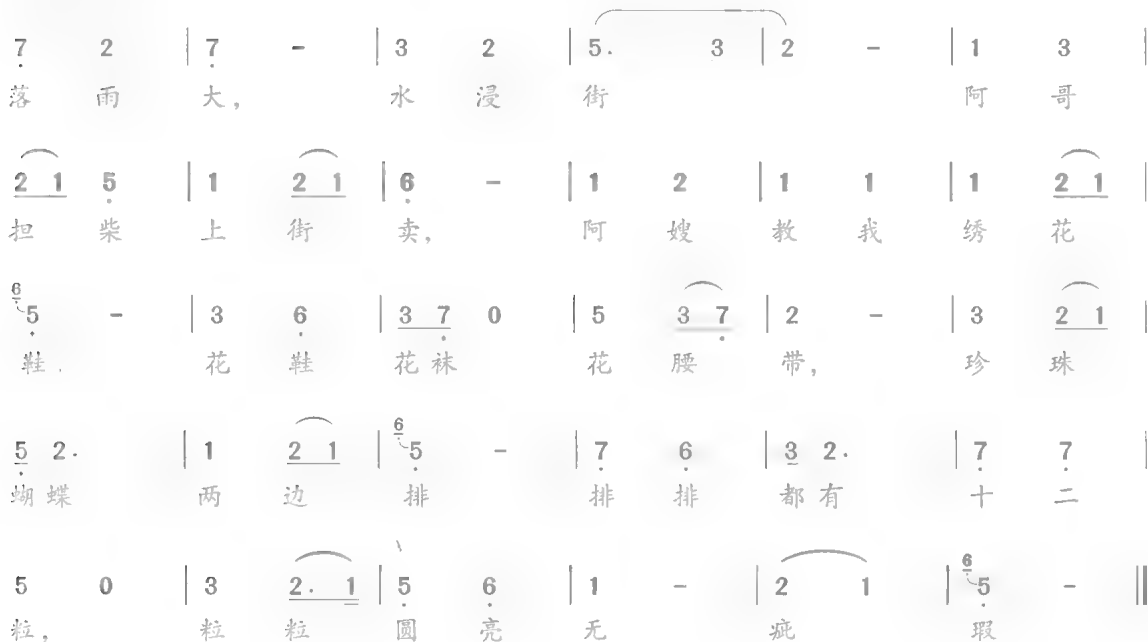 7 2 | 7 - | 3 2 | 5. 3 | 2 - | 1 3 |
落 雨 大， 水 浸 街 阿 哥
2 1 5 | 1 2 1 | 6 - | 1 2 | 1 1 | 1 2 1 |
担 柴 上 街 卖， 阿 嫂 教 我 绣 花
6 5 - | 3 6 | 3 7 0 | 5 3 7 | 2 - | 3 2 1 |
鞋. 花 鞋 花 袜 花 腰 带， 珍 珠
5 2. | 1 2 1 | 6 5 - | 7 6 | 3 2. | 7 7 |
蝴 蝶 两 边 排 排 排 都 有 十 二
5 0 | 3 2. 1 | 5 6 | 1 - | 2 1 | 6 5 - ‖
粒， 粒 粒 圆 亮 无 疵 瑕